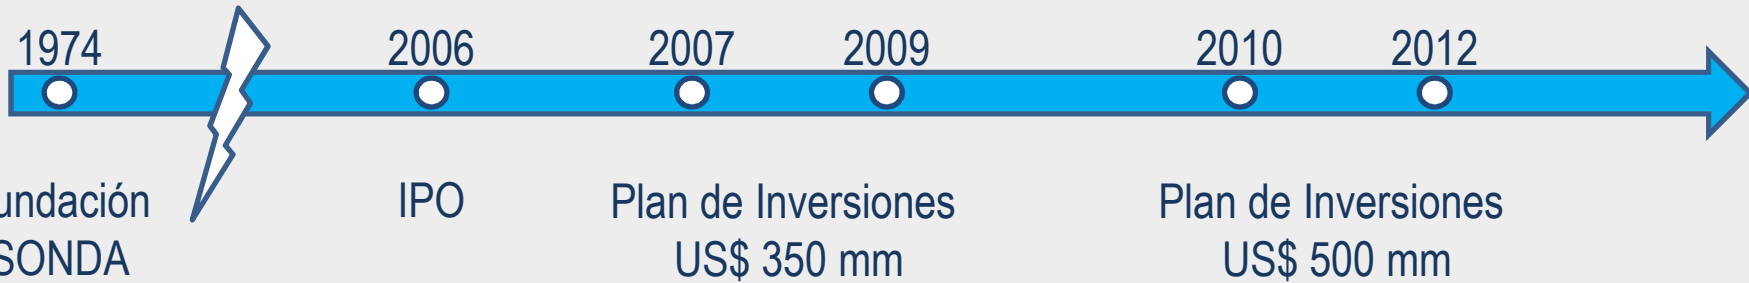 1974 2006 2007 2009 2010 2012
undación IPO Plan de Inversiones Plan de Inversiones
SONDA US$ 350 mm US$ 500 mm